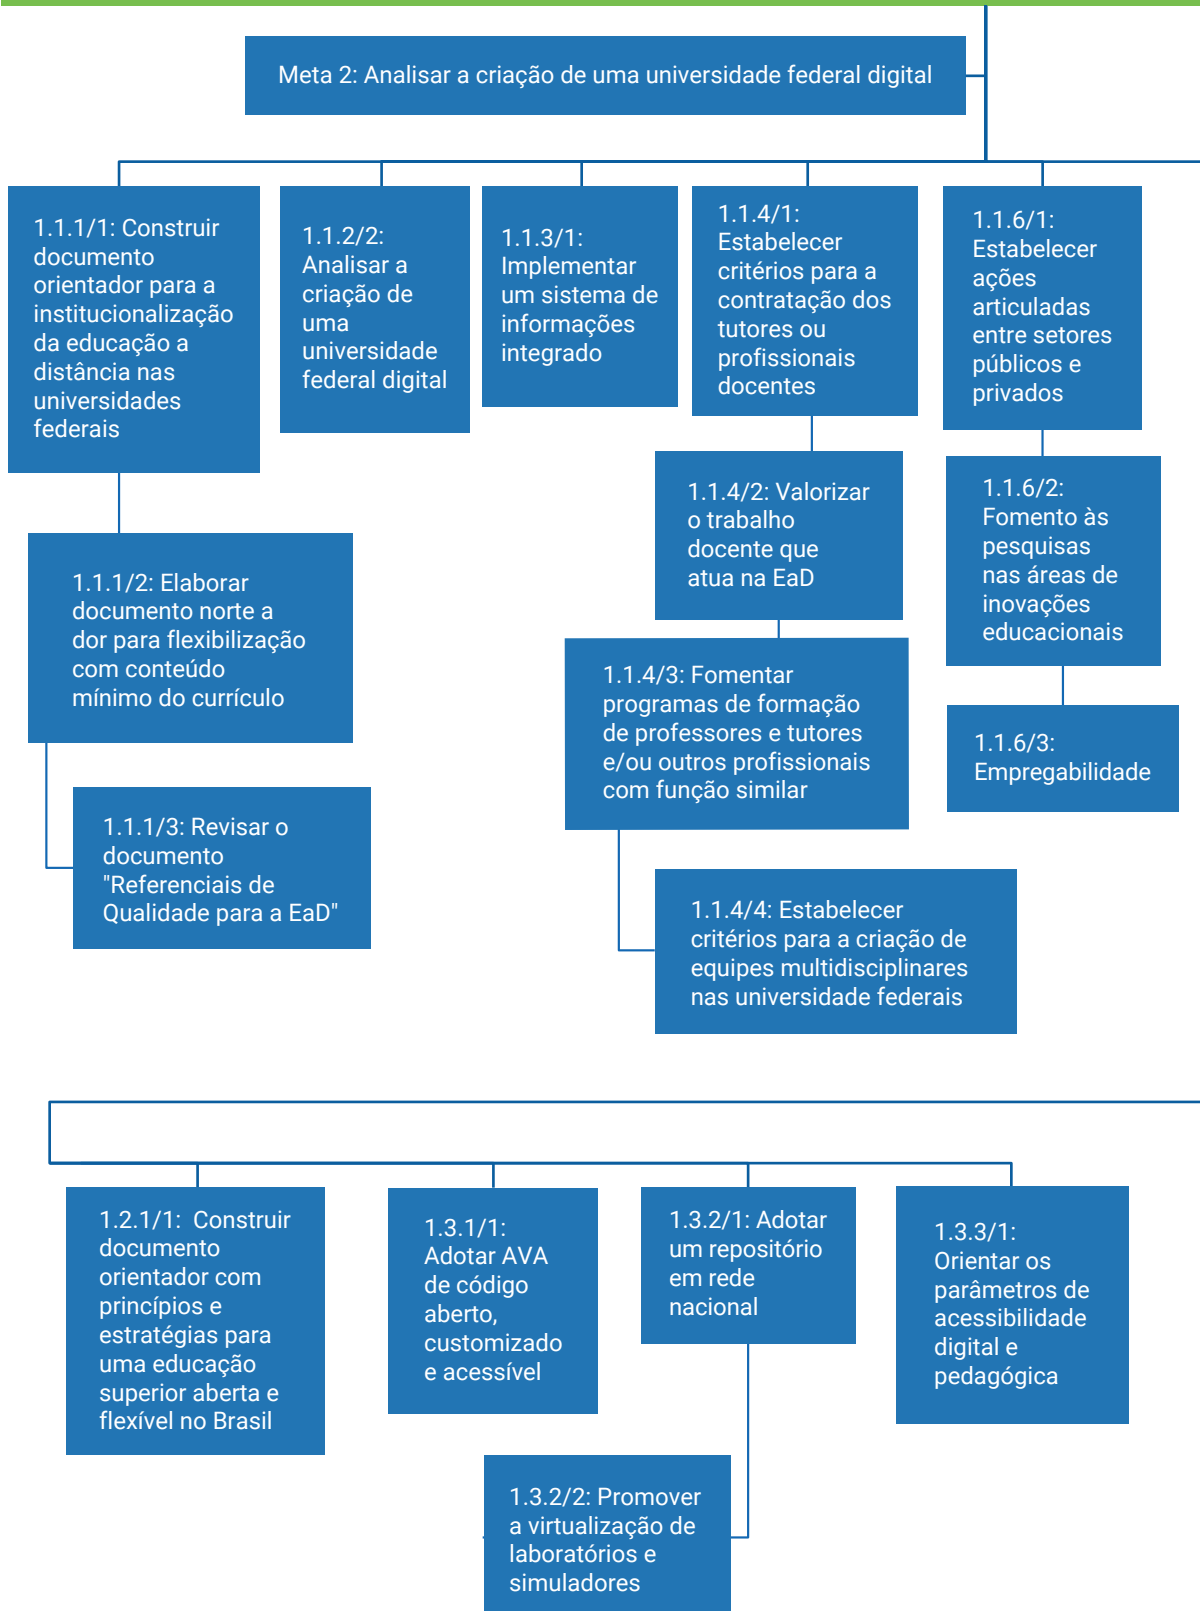 Meta 2: Analisar a criação de uma universidade federal digital
1.1.1/1: Construir
documento
orientador para a
institucionalização
da educação a
distância nas
universidades
federais
1.1.2/2:
Analisar a
criação de
uma
universidade
federal digital
1.1.3/1:
Implementar
um sistema de
informações
integrado
1.1.4/1:
Estabelecer
critérios para a
contratação dos
tutores ou
profissionais
docentes
1.1.6/1:
Estabelecer
ações
articuladas
entre setores
públicos e
privados
1.1.4/2: Valorizar
o trabalho
docente que
atua na EaD
1.1.6/2:
Fomento às
pesquisas
nas áreas de
inovações
educacionais
1.1.1/2: Elaborar
documento norte a
dor para flexibilização
com conteúdo
mínimo do currículo
1.1.4/3: Fomentar
programas de formação
de professores e tutores
e/ou outros profissionais
com função similar
1.1.6/3:
Empregabilidade
1.1.1/3: Revisar o
documento
"Referenciais de
Qualidade para a EaD"
1.1.4/4: Estabelecer
critérios para a criação de
equipes multidisciplinares
nas universidade federais
1.2.1/1: Construir
documento
orientador com
princípios e
estratégias para
uma educação
superior aberta e
flexível no Brasil
1.3.1/1:
Adotar AVA
de código
aberto,
customizado
e acessível
1.3.2/1: Adotar
um repositório
em rede
nacional
1.3.3/1:
Orientar os
parâmetros de
acessibilidade
digital e
pedagógica
1.3.2/2: Promover
a virtualização de
laboratórios e
simuladores